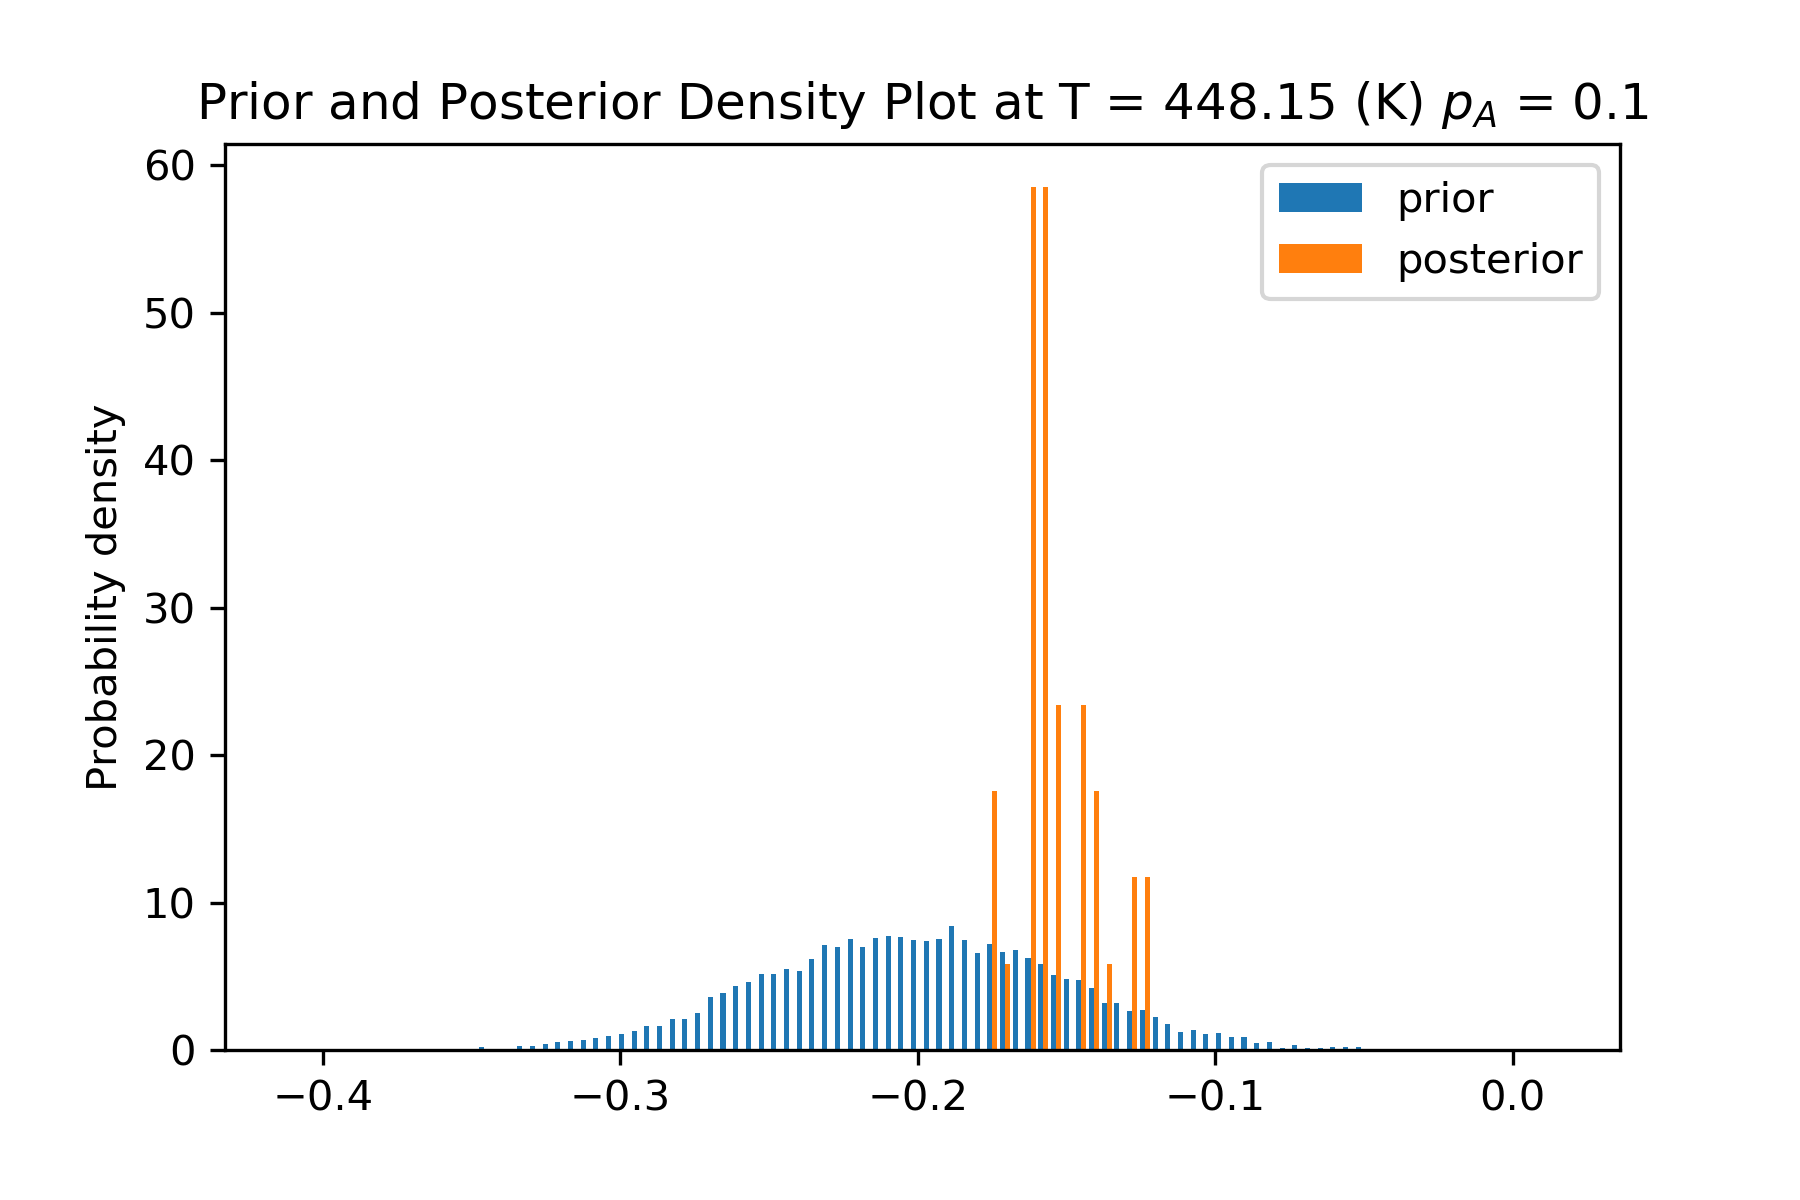 Prior and Posterior Density Plot at T = 448.15 (K) p_A = 0.1
prior
posterior
Probability density
60
50
40
30
20
10
0
−0.4 −0.3 −0.2 −0.1 0.0